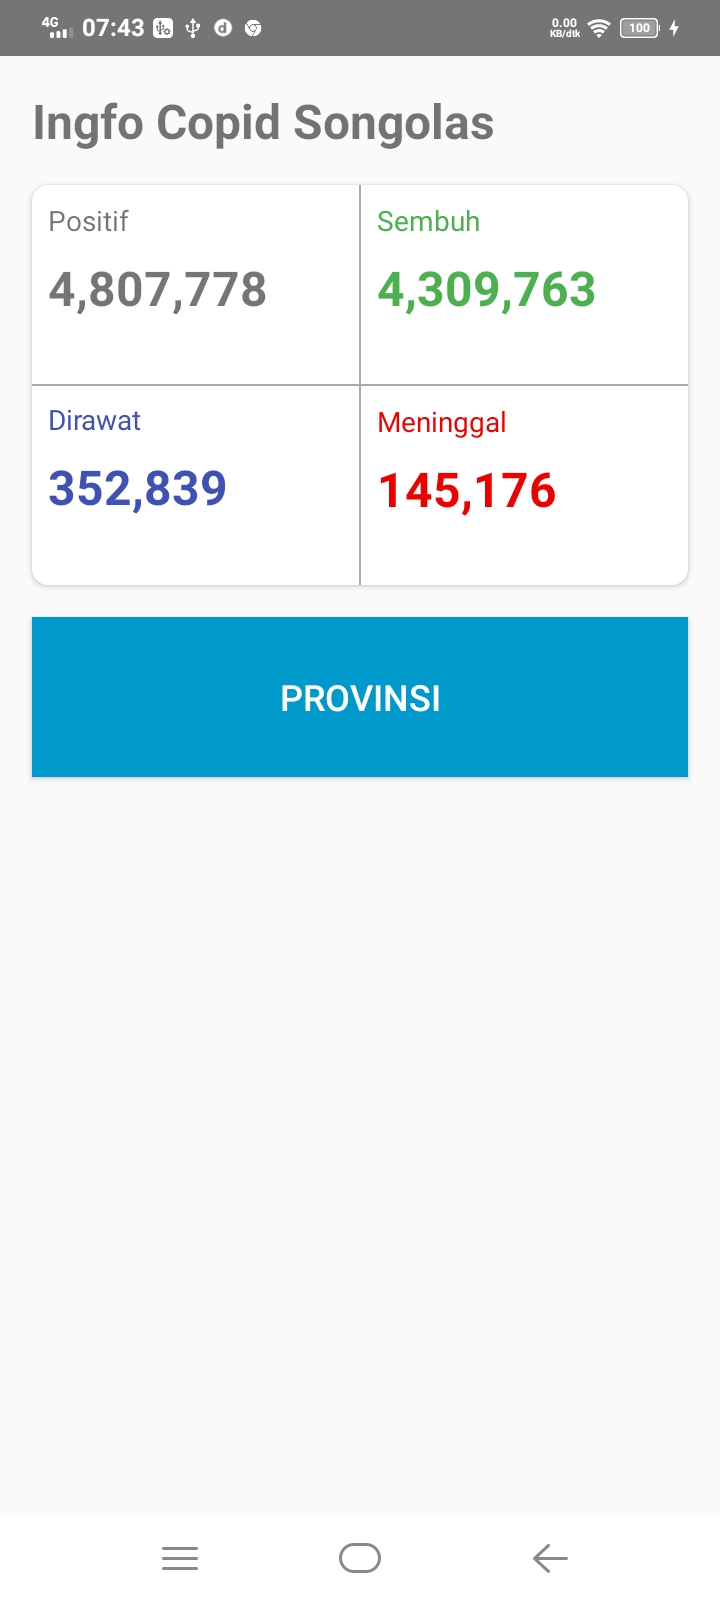 4G 07:43 0.00 KB/dtk 100
Ingfo Copid Songolas
Positif
4,807,778
Sembuh
4,309,763
Dirawat
352,839
Meninggal
145,176
PROVINSI